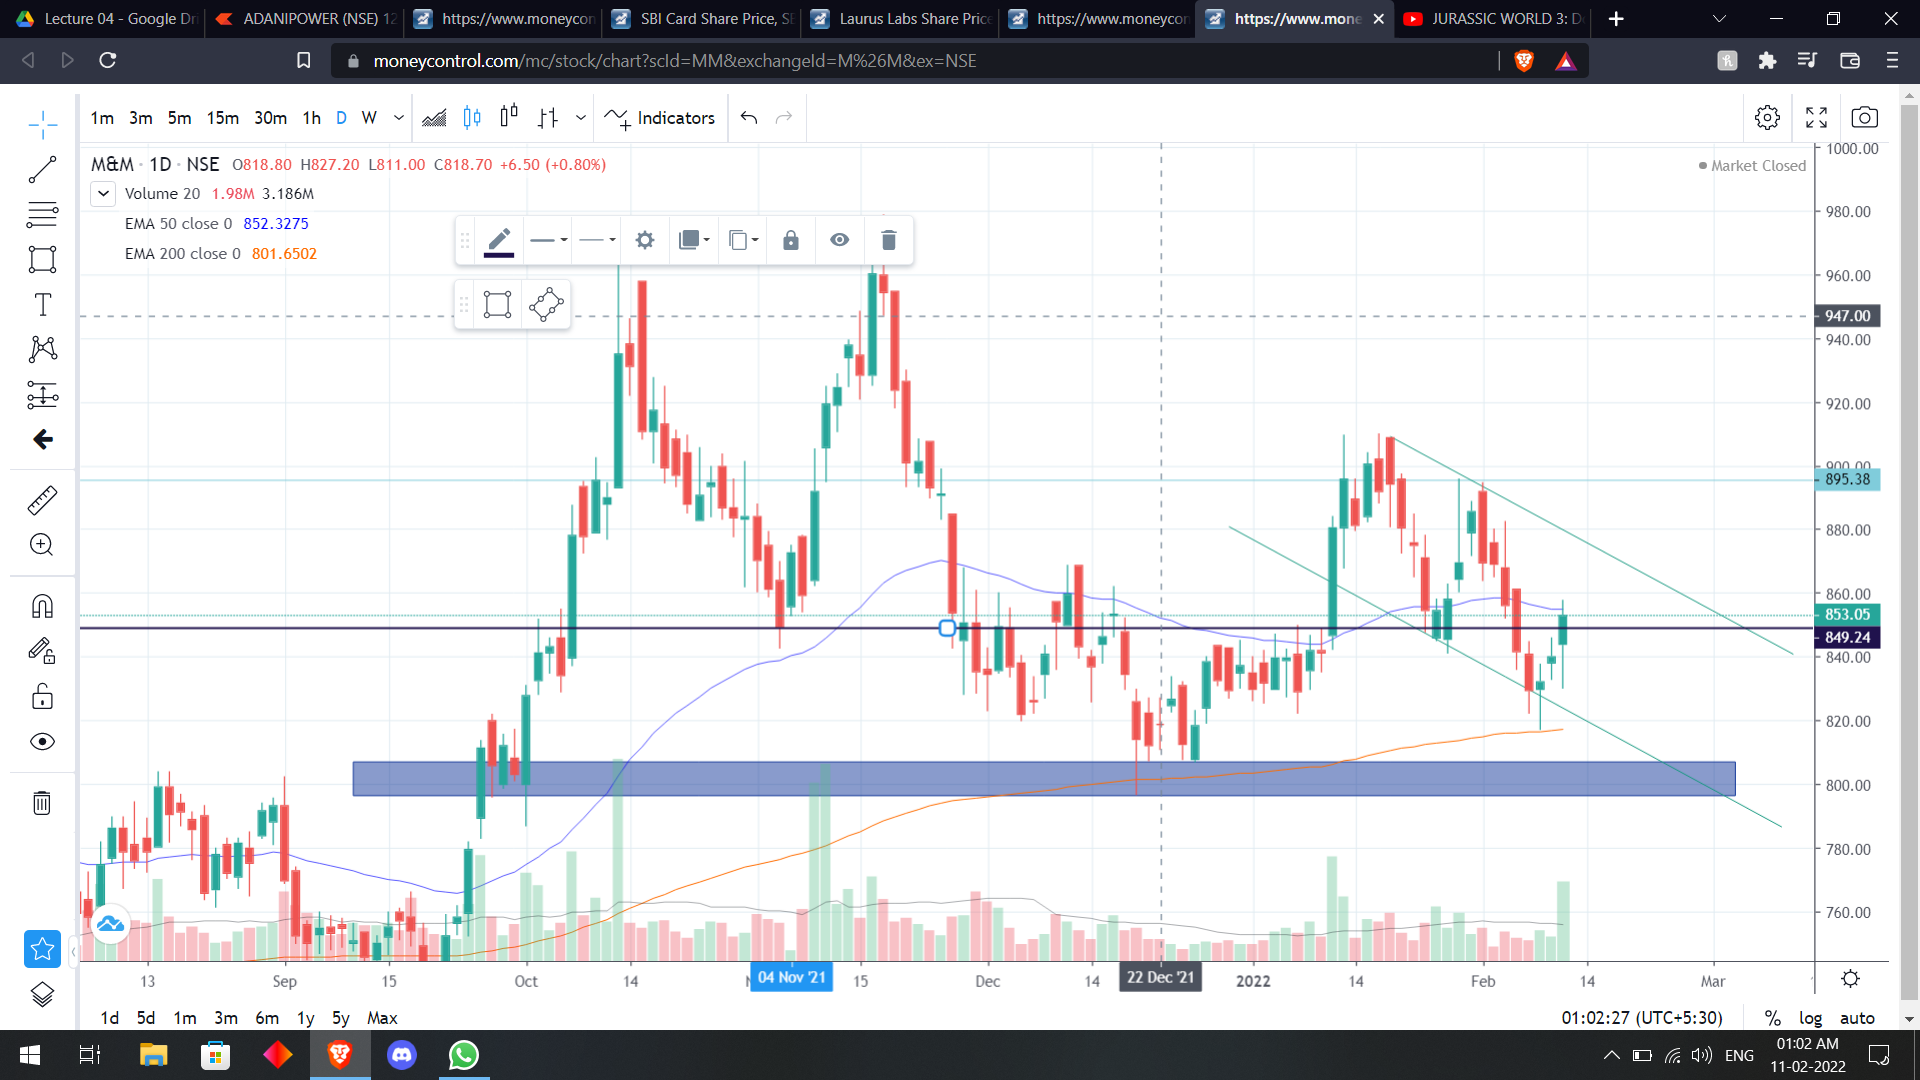 Lecture 04 - Google Dri
ADANIPOWER (NSE) 12
https://www.moneycon
SBI Card Share Price, SB
Laurus Labs Share Price
https://www.moneycon
https://www.mone
JURASSIC WORLD 3: D
moneycontrol.com/mc/stock/chart?scId=MM&exchangeId=M%26M&ex=NSE
1m 3m 5m 15m 30m 1h D W Indicators
M&M · 1D · NSE O818.80 H827.20 L811.00 C818.70 +6.50 (+0.80%)
Market Closed
Volume 20 1.98M 3.186M
EMA 50 close 0 852.3275
EMA 200 close 0 801.6502
1000.00
980.00
960.00
947.00
940.00
920.00
900.00
895.38
880.00
860.00
853.05
849.24
840.00
820.00
800.00
780.00
760.00
13 Sep 15 Oct 14 04 Nov '21 15 Dec 14 22 Dec '21 2022 14 Feb 14 Mar
1d 5d 1m 3m 6m 1y 5y Max
01:02:27 (UTC+5:30) % log auto
ENG
01:02 AM
11-02-2022